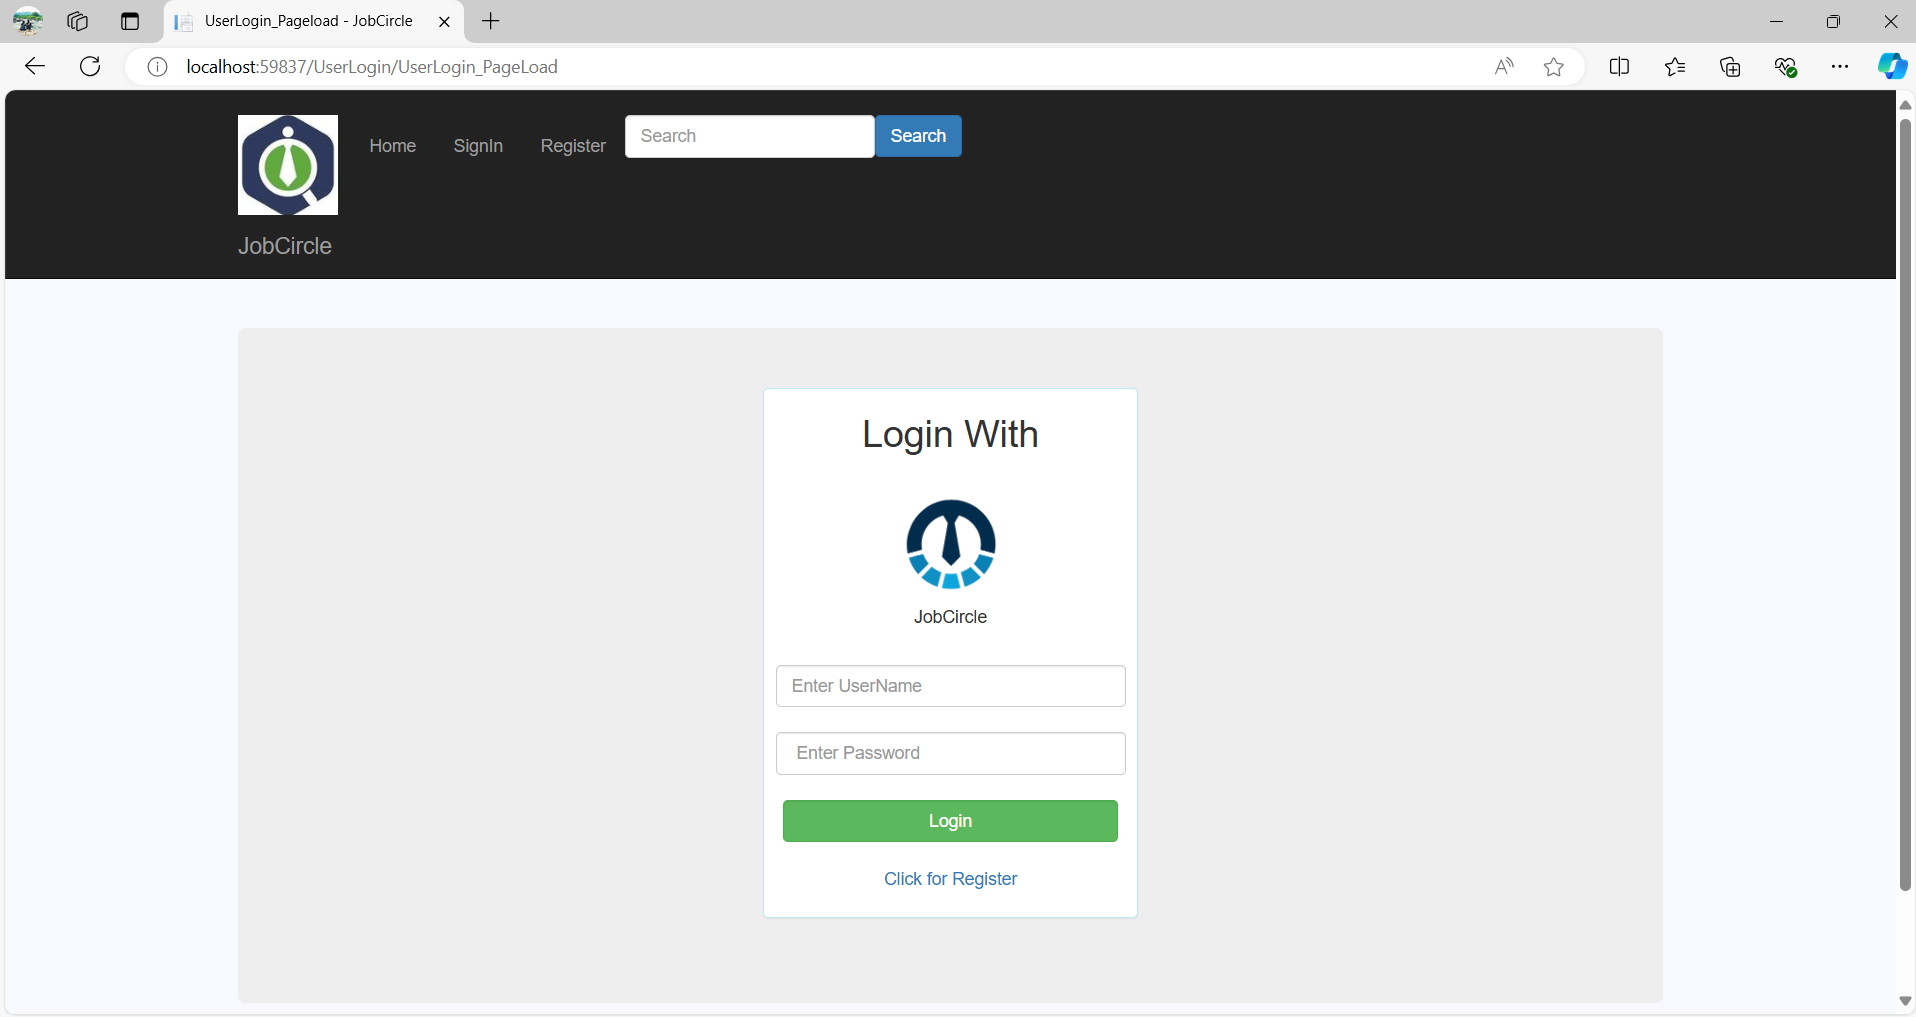 UserLogin_Pageload - JobCircle
localhost:59837/UserLogin/UserLogin_PageLoad
Home SignIn Register Search Search
JobCircle
Login With
JobCircle
Enter UserName
Enter Password
Login
Click for Register